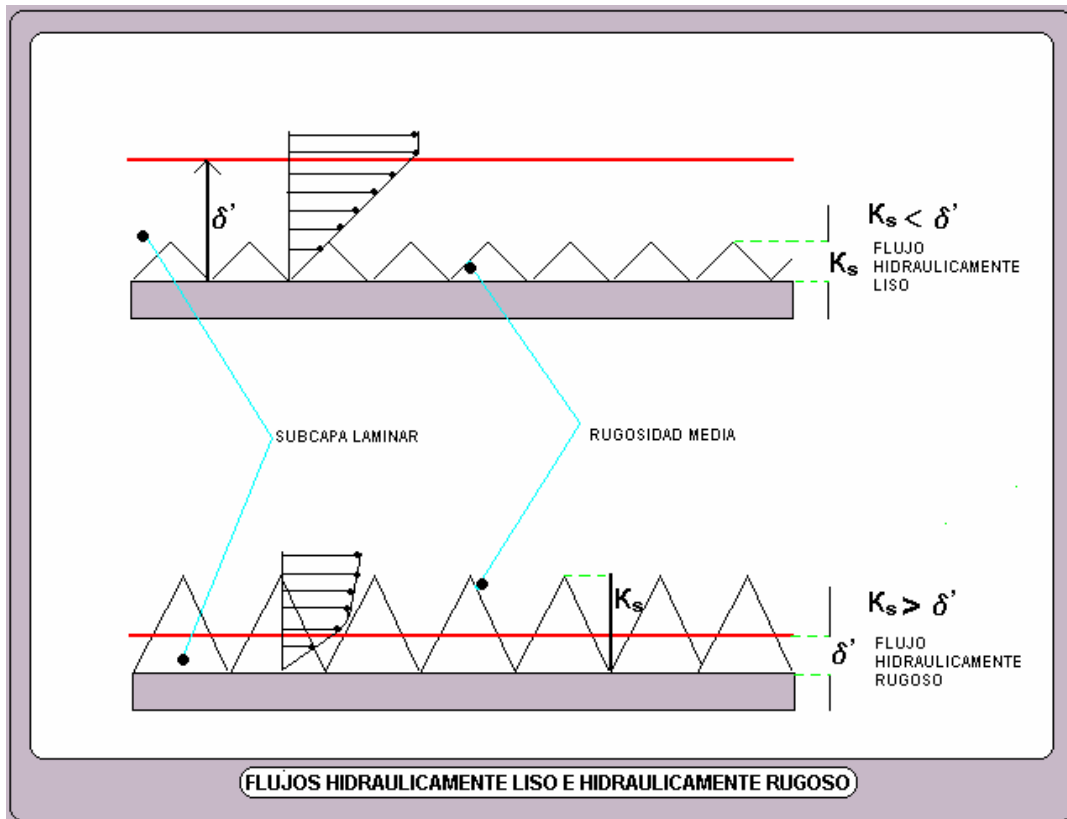 δ'
Ks < δ'
Ks
FLUJO
HIDRAULICAMENTE
LISO
SUBCAPA LAMINAR
RUGOSIDAD MEDIA
Ks
Ks > δ'
δ'
FLUJO
HIDRAULICAMENTE
RUGOSO
FLUJOS HIDRAULICAMENTE LISO E HIDRAULICAMENTE RUGOSO